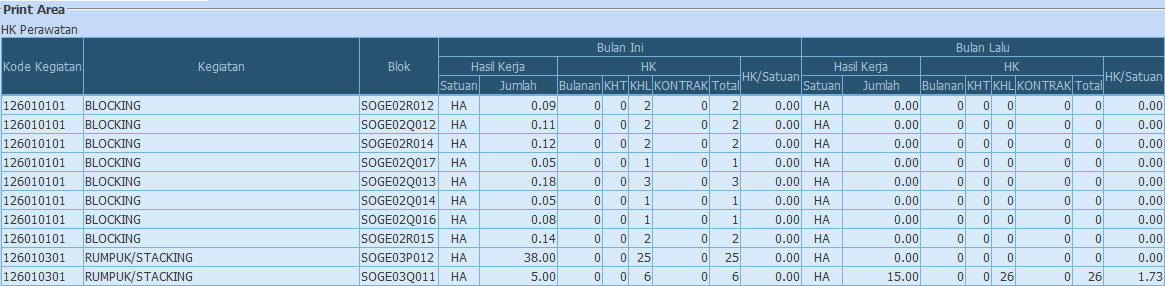 Print Area
HK Perawatan
Kode Kegiatan Kegiatan Blok Bulan Ini Bulan Lalu
Hasil Kerja HK HK/Satuan Hasil Kerja HK HK/Satuan
Satuan Jumlah Bulanan KHT KHL KONTRAK Total Satuan Jumlah Bulanan KHT KHL KONTRAK Total
126010101 BLOCKING SOGE02R012 HA 0.09 0 0 2 0 2 0.00 HA 0.00 0 0 0 0 0 0.00
126010101 BLOCKING SOGE02Q012 HA 0.11 0 0 2 0 2 0.00 HA 0.00 0 0 0 0 0 0.00
126010101 BLOCKING SOGE02R014 HA 0.12 0 0 2 0 2 0.00 HA 0.00 0 0 0 0 0 0.00
126010101 BLOCKING SOGE02Q017 HA 0.05 0 0 1 0 1 0.00 HA 0.00 0 0 0 0 0 0.00
126010101 BLOCKING SOGE02Q013 HA 0.18 0 0 3 0 3 0.00 HA 0.00 0 0 0 0 0 0.00
126010101 BLOCKING SOGE02Q014 HA 0.05 0 0 1 0 1 0.00 HA 0.00 0 0 0 0 0 0.00
126010101 BLOCKING SOGE02Q016 HA 0.08 0 0 1 0 1 0.00 HA 0.00 0 0 0 0 0 0.00
126010101 BLOCKING SOGE02R015 HA 0.14 0 0 2 0 2 0.00 HA 0.00 0 0 0 0 0 0.00
126010301 RUMPUK/STACKING SOGE03P012 HA 38.00 0 0 25 0 25 0.00 HA 0.00 0 0 0 0 0 0.00
126010301 RUMPUK/STACKING SOGE03Q011 HA 5.00 0 0 6 0 6 0.00 HA 15.00 0 0 26 0 26 1.73